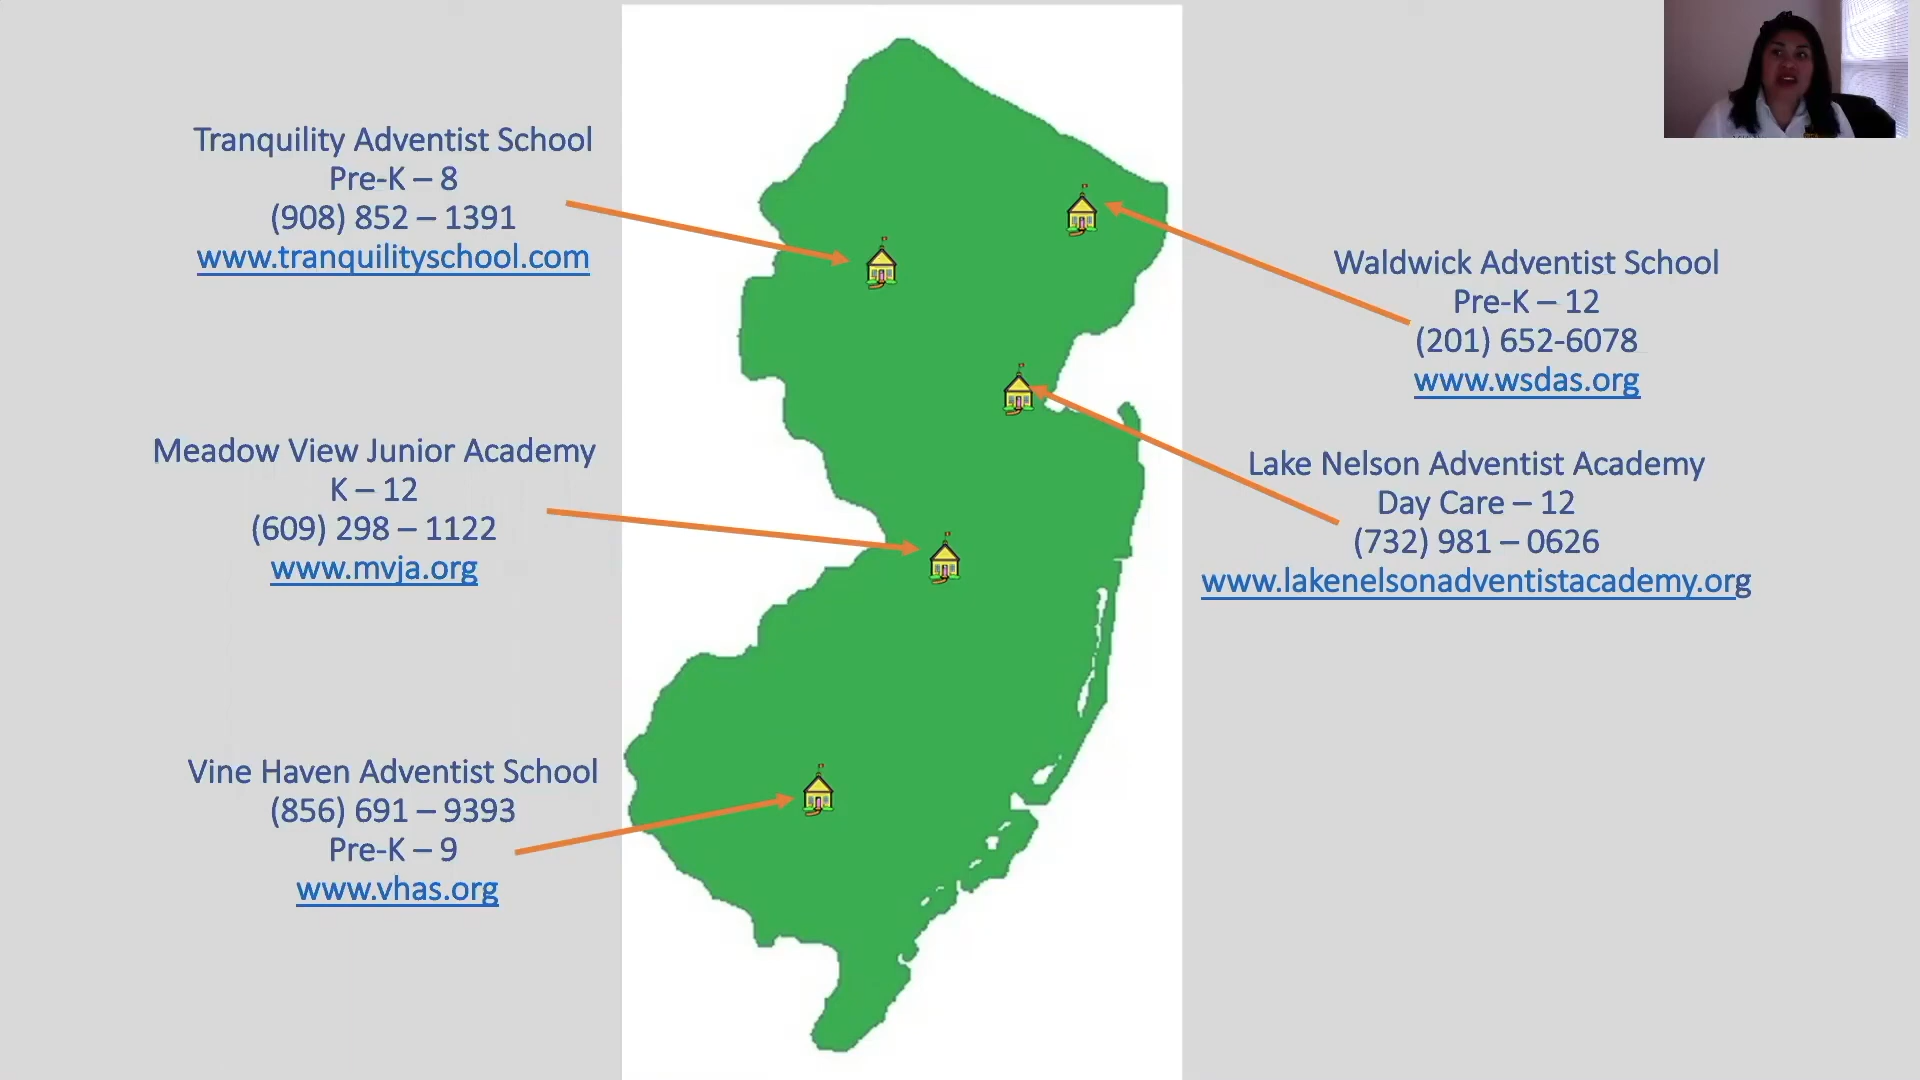 Tranquility Adventist School
Pre-K – 8
(908) 852 – 1391
www.tranquilityschool.com
Waldwick Adventist School
Pre-K – 12
(201) 652-6078
www.wsdas.org
Meadow View Junior Academy
K – 12
(609) 298 – 1122
www.mvja.org
Lake Nelson Adventist Academy
Day Care – 12
(732) 981 – 0626
www.lakenelsonadventistacademy.org
Vine Haven Adventist School
(856) 691 – 9393
Pre-K – 9
www.vhas.org